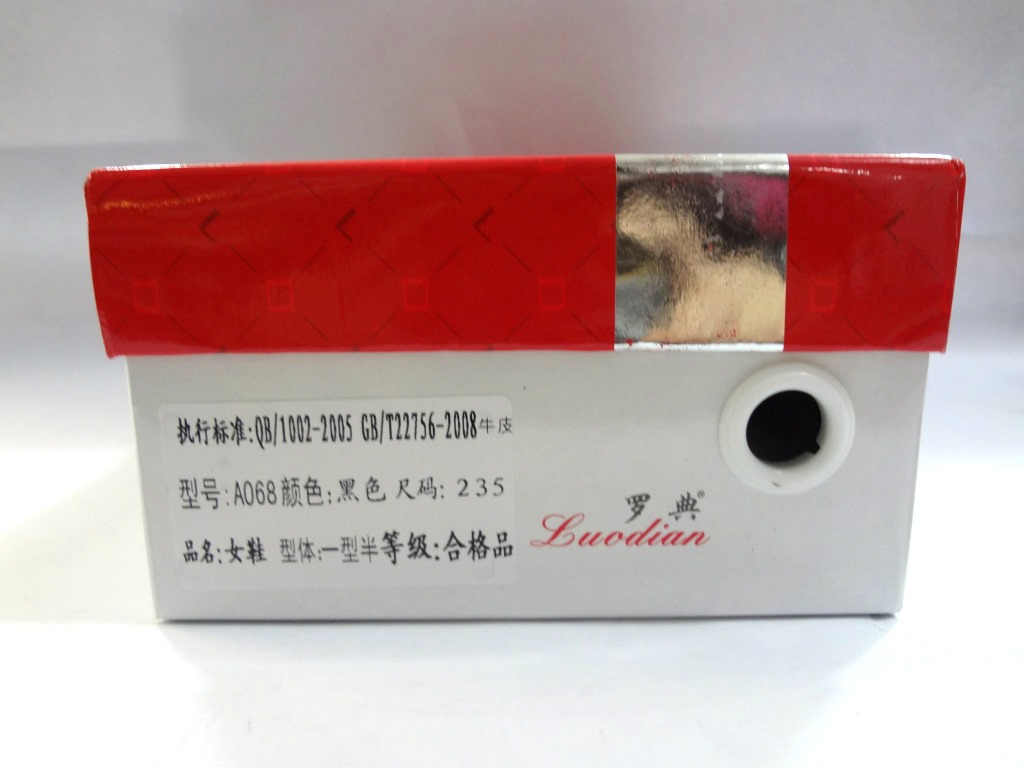 执行标准:QB/1002-2005 GB/T22756-2008牛皮
型号:A068颜色:黑色 尺码: 235
品名:女鞋 型体:一型半等级:合格品
罗典®
Luodian